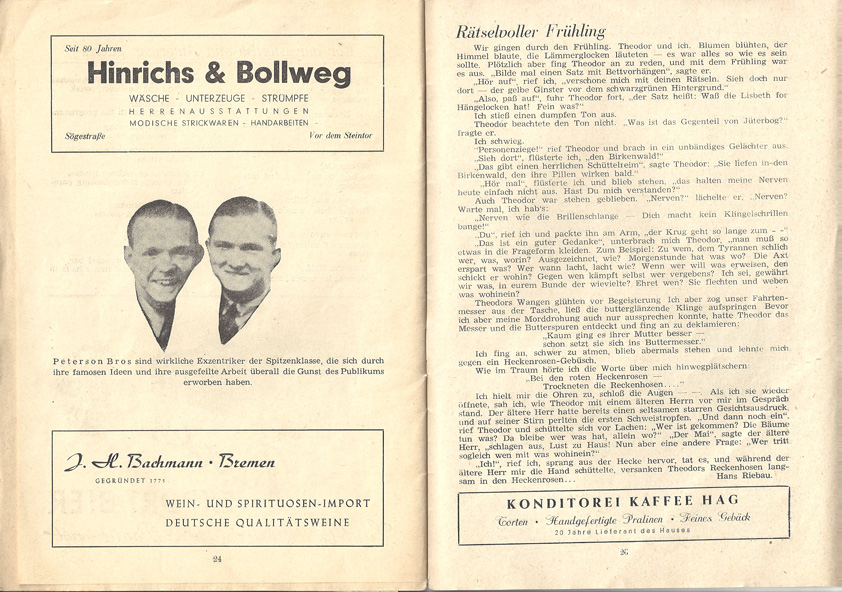 Seit 80 Jahren
Hinrichs & Bollweg
WÄSCHE - UNTERZEUGE - STRÜMPFE
HERRENAUSSTATTUNGEN
MODISCHE STRICKWAREN - HANDARBEITEN -
Sögestraße Vor dem Steintor
Peterson Bros sind wirkliche Exzentriker der Spitzenklasse, die sich durch
ihre famosen Ideen und ihre ausgefeilte Arbeit überall die Gunst des Publikums
erworben haben.
J. H. Bachmann · Bremen
GEGRÜNDET 1775
WEIN- UND SPIRITUOSEN-IMPORT
DEUTSCHE QUALITÄTSWEINE
24
Rätselvoller Frühling
Wir gingen durch den Frühling. Theodor und ich. Blumen blühten, der
Himmel blaute, die Lämmerglocken läuteten — es war alles so wie es sein
sollte. Plötzlich aber fing Theodor an zu reden, und mit dem Frühling war
es aus. „Bilde mal einen Satz mit Bettvorhängen", sagte er.
„Hör auf", rief ich, „verschone mich mit deinen Rätseln. Sieh doch nur
dort — der gelbe Ginster vor dem schwarzgrünen Hintergrund."
„Also, paß auf", fuhr Theodor fort, „der Satz heißt: Waß die Lisbeth for
Hängelocken hat! Fein was?"
Ich stieß einen dumpfen Ton aus.
Theodor beachtete den Ton nicht. „Was ist das Gegenteil von Jüterbog?"
fragte er.
Ich schwieg.
"Personenziege!" rief Theodor und brach in ein unbändiges Gelächter aus.
„Sieh dort", flüsterte ich, „den Birkenwald!"
„Das gibt einen herrlichen Schüttelreim", sagte Theodor: „Sie liefen in-den
Birkenwald, denn ihre Pillen wirken bald."
„Hör mal", flüsterte ich und blieb stehen, „das halten meine Nerven
heute einfach nicht aus. Hast Du mich verstanden?"
Auch Theodor war stehen geblieben. „Nerven?" lächelte er. „Nerven?
Warte mal, ich hab's:
„Nerven wie die Brillenschlange — Dich macht kein Klingelschrillen
bange!"
„Du", rief ich und packte ihn am Arm, „der Krug geht so lange zum - -"
„Das ist ein guter Gedanke", unterbrach mich Theodor, „man muß so
etwas in die Frageform kleiden. Zum Beispiel: Zu wem, dem Tyrannen schlich
wer, was, worin? Ausgezeichnet, wie? Morgenstunde hat was wo? Die Axt
erspart was? Wer wann lacht, lacht wie? Wenn wer will was erweisen, den
schickt er wohin? Gegen wen kämpft selbst wer vergebens? Ich sei, gewährt
wir was, in eurem Bunde der wievielte? Ehret wen? Sie flechten und weben
was wohinein?
Theodors Wangen glühten vor Begeisterung Ich aber zog unser Fahrten-
messer aus der Tasche, ließ die butterglänzende Klinge aufspringen Bevor
ich aber meine Morddrohung auch nur aussprechen konnte, hatte Theodor das
Messer und die Butterspuren entdeckt und fing an zu deklamieren:
„Kaum ging es ihrer Mutter besser —
schon setzt sie sich ins Buttermesser."
Ich fing an, schwer zu atmen, blieb abermals stehen und lehnte mich
gegen ein Heckenrosen-Gebüsch.
Wie im Traum hörte ich die Worte über mich hinwegplätschern:
„Bei den roten Heckenrosen —
Trockneten die Reckenhosen...."
Ich hielt mir die Ohren zu, schloß die Augen — —. Als ich sie wieder
öffnete, sah ich, wie Theodor mit einem älteren Herrn vor mir im Gespräch
stand. Der ältere Herr hatte bereits einen seltsamen starren Gesichtsausdruck,
und auf seiner Stirn perlten die ersten Schweistropfen. „Und dann noch ein",
rief Theodor und schüttelte sich vor Lachen: „Wer ist gekommen? Die Bäume
tun was? Da bleibe wer was hat, allein wo?" „Der Mai", sagte der ältere
Herr, „schlagen aus, Lust zu Haus! Nun aber eine andere Frage: „Wer tritt
sogleich wen mit was wohinein?"
„Ich!", rief ich, sprang aus der Hecke hervor, tat es, und während der
ältere Herr mir die Hand schüttelte, versanken Theodors Reckenhosen lang-
sam in den Heckenrosen... Hans Riebau.
KONDITOREI KAFFEE HAG
Torten · Handgefertigte Pralinen · Feines Gebäck
20 Jahre Lieferant des Hauses